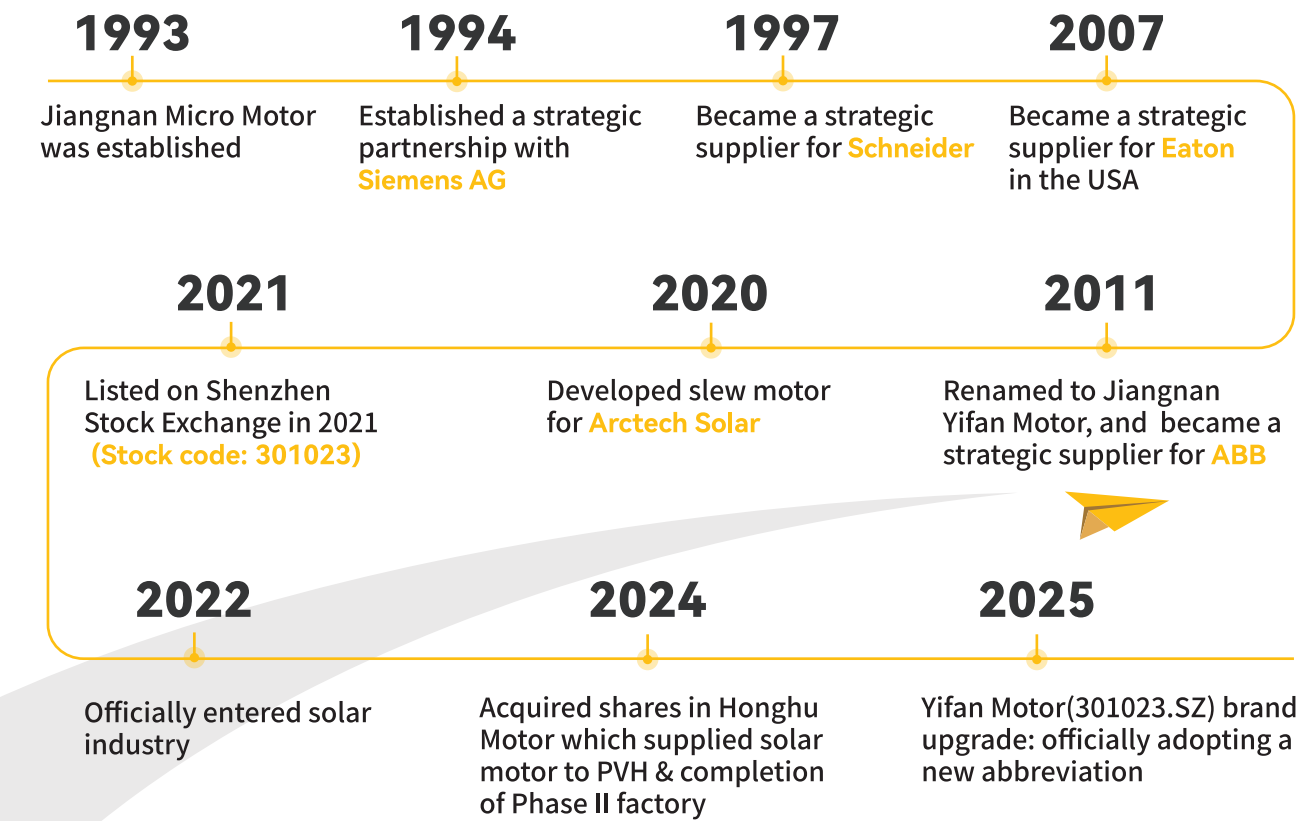 1993
Jiangnan Micro Motor
was established
1994
Established a strategic
partnership with
Siemens AG
1997
Became a strategic
supplier for Schneider
2007
Became a strategic
supplier for Eaton
in the USA
2011
Renamed to Jiangnan
Yifan Motor, and  became a
strategic supplier for ABB
2020
Developed slew motor
for Arctech Solar
2021
Listed on Shenzhen
Stock Exchange in 2021
(Stock code: 301023)
2022
Officially entered solar
industry
2024
Acquired shares in Honghu
Motor which supplied solar
motor to PVH & completion
of Phase II factory
2025
Yifan Motor(301023.SZ) brand
upgrade: officially adopting a
new abbreviation